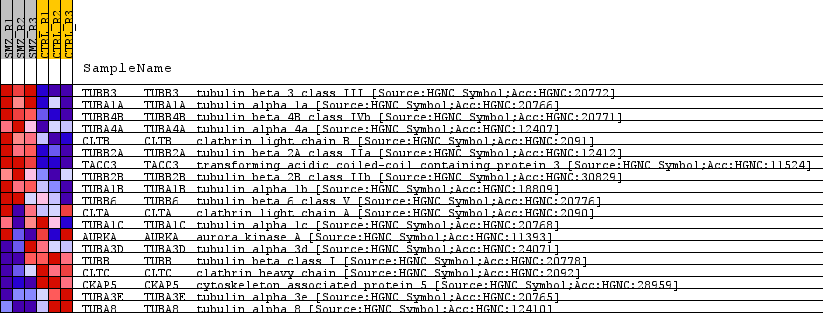 SMZ_R1
SMZ_R2
SMZ_R3
CTRL_R1
CTRL_R2
CTRL_R3
SampleName
TUBB3 TUBB3 tubulin beta 3 class III [Source:HGNC Symbol;Acc:HGNC:20772]
TUBA1A TUBA1A tubulin alpha 1a [Source:HGNC Symbol;Acc:HGNC:20766]
TUBB4B TUBB4B tubulin beta 4B class IVb [Source:HGNC Symbol;Acc:HGNC:20771]
TUBA4A TUBA4A tubulin alpha 4a [Source:HGNC Symbol;Acc:HGNC:12407]
CLTB CLTB clathrin light chain B [Source:HGNC Symbol;Acc:HGNC:2091]
TUBB2A TUBB2A tubulin beta 2A class IIa [Source:HGNC Symbol;Acc:HGNC:12412]
TACC3 TACC3 transforming acidic coiled-coil containing protein 3 [Source:HGNC Symbol;Acc:HGNC:11524]
TUBB2B TUBB2B tubulin beta 2B class IIb [Source:HGNC Symbol;Acc:HGNC:30829]
TUBA1B TUBA1B tubulin alpha 1b [Source:HGNC Symbol;Acc:HGNC:18809]
TUBB6 TUBB6 tubulin beta 6 class V [Source:HGNC Symbol;Acc:HGNC:20776]
CLTA CLTA clathrin light chain A [Source:HGNC Symbol;Acc:HGNC:2090]
TUBA1C TUBA1C tubulin alpha 1c [Source:HGNC Symbol;Acc:HGNC:20768]
AURKA AURKA aurora kinase A [Source:HGNC Symbol;Acc:HGNC:11393]
TUBA3D TUBA3D tubulin alpha 3d [Source:HGNC Symbol;Acc:HGNC:24071]
TUBB TUBB tubulin beta class I [Source:HGNC Symbol;Acc:HGNC:20778]
CLTC CLTC clathrin heavy chain [Source:HGNC Symbol;Acc:HGNC:2092]
CKAP5 CKAP5 cytoskeleton associated protein 5 [Source:HGNC Symbol;Acc:HGNC:28959]
TUBA3E TUBA3E tubulin alpha 3e [Source:HGNC Symbol;Acc:HGNC:20765]
TUBA8 TUBA8 tubulin alpha 8 [Source:HGNC Symbol;Acc:HGNC:12410]